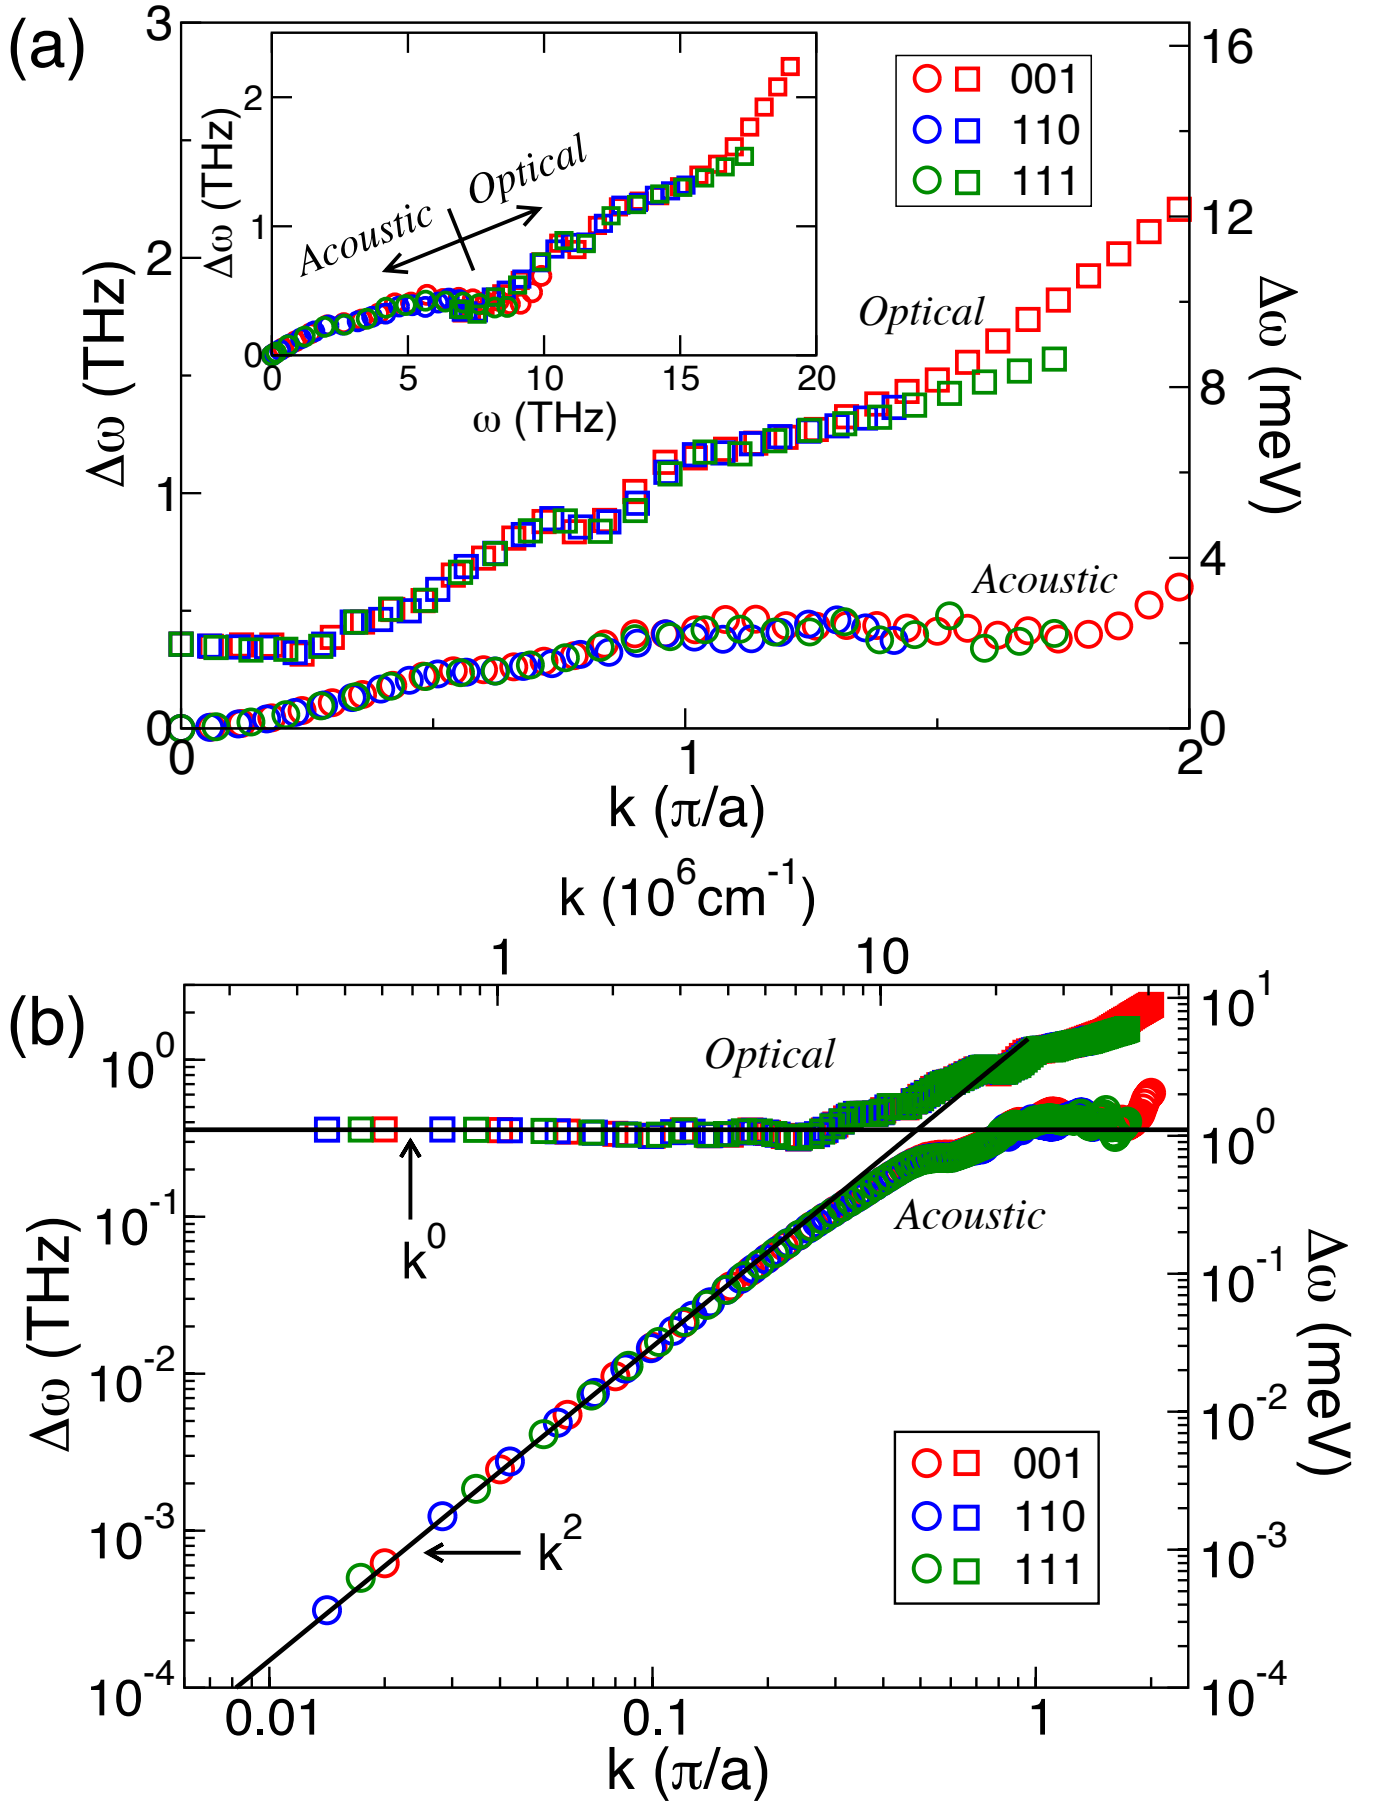 (a)
3
2
1
0
Δω (THz)
2
1
0
Δω (THz)
Acoustic
Optical
0 5 10 15 20
ω (THz)
001
110
111
Optical
Acoustic
16
12
8
4
0
Δω (meV)
0 1 2
k (π/a)
k (10⁶cm⁻¹)
1 10
(b)
10⁰
10⁻¹
10⁻²
10⁻³
10⁻⁴
Δω (THz)
Optical
k⁰
Acoustic
k²
001
110
111
10¹
10⁰
10⁻¹
10⁻²
10⁻³
10⁻⁴
Δω (meV)
0.01 0.1 1
k (π/a)